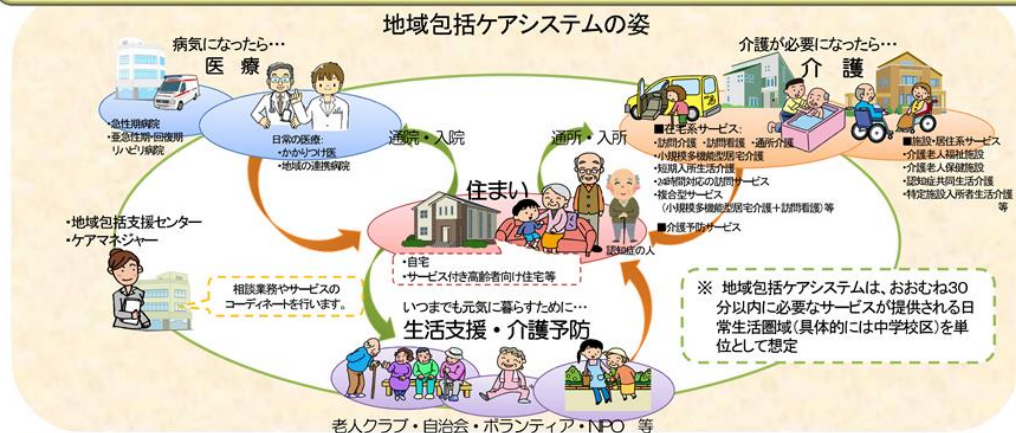 地域包括ケアシステムの姿
病気になったら…
医 療
・急性期病院
・亜急性期・回復期
リハビリ病院
日常の医療:
・かかりつけ医
・地域の連携病院
通院・入院
通所・入所
介護が必要になったら…
介 護
■在宅系サービス:
・訪問介護 ・訪問看護 ・通所介護
・小規模多機能型居宅介護
・短期入所生活介護
・24時間対応の訪問サービス
・複合型サービス
(小規模多機能型居宅介護+訪問看護)等
■介護予防サービス
■施設・居住系サービス
・介護老人福祉施設
・介護老人保健施設
・認知症共同生活介護
・特定施設入所者生活介護
等
住まい
認知症の人
・自宅
・サービス付き高齢者向け住宅等
・地域包括支援センター
・ケアマネジャー
相談業務やサービスの
コーディネートを行います。
いつまでも元気に暮らすために…
生活支援・介護予防
老人クラブ・自治会・ボランティア・NPO 等
※ 地域包括ケアシステムは、おおむね30
分以内に必要なサービスが提供される日
常生活圏域(具体的には中学校区)を単
位として想定